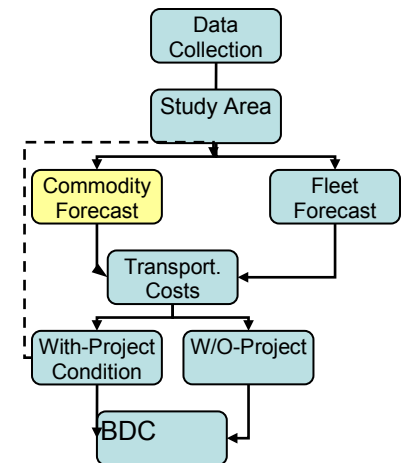 Data
Collection
Study Area
Commodity
Forecast
Fleet
Forecast
Transport.
Costs
With-Project
Condition
W/O-Project
BDC